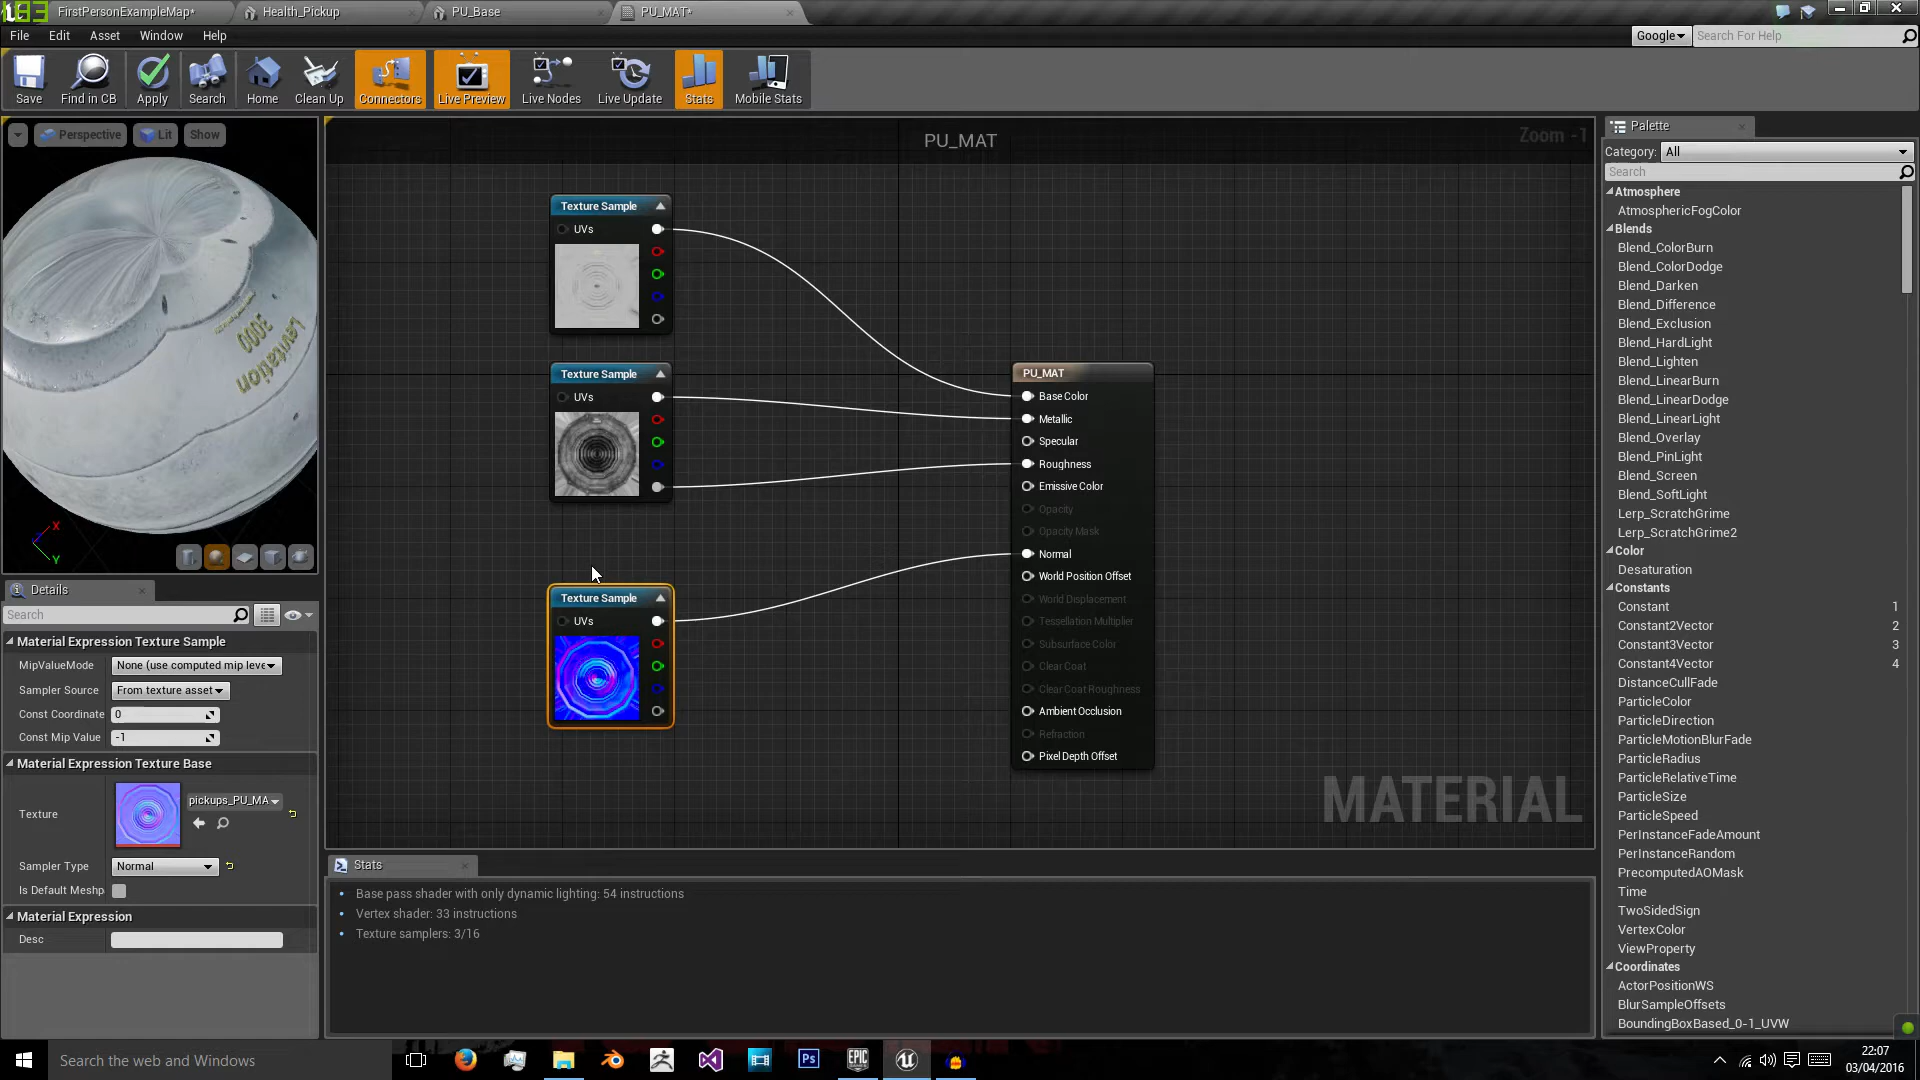 183
FirstPersonExampleMap*
Health_Pickup
PU_Base
PU_MAT*
File Edit Asset Window Help
Google
Search For Help
Save
Find in CB
Apply
Search
Home
Clean Up
Connectors
Live Preview
Live Nodes
Live Update
Stats
Mobile Stats
Perspective
Lit
Show
PU_MAT
Zoom -1
Palette
Category: All
Search
Atmosphere
AtmosphericFogColor
Blends
Blend_ColorBurn
Blend_ColorDodge
Blend_Darken
Blend_Difference
Blend_Exclusion
Blend_HardLight
Blend_Lighten
Blend_LinearBurn
Blend_LinearDodge
Blend_LinearLight
Blend_Overlay
Blend_PinLight
Blend_Screen
Blend_SoftLight
Lerp_ScratchGrime
Lerp_ScratchGrime2
Color
Desaturation
Constants
Constant 1
Constant2Vector 2
Constant3Vector 3
Constant4Vector 4
DistanceCullFade
ParticleColor
ParticleDirection
ParticleMotionBlurFade
ParticleRadius
ParticleRelativeTime
ParticleSize
ParticleSpeed
PerInstanceFadeAmount
PerInstanceRandom
PrecomputedAOMask
Time
TwoSidedSign
VertexColor
ViewProperty
Coordinates
ActorPositionWS
BlurSampleOffsets
BoundingBoxBased_0-1_UVW
Texture Sample
UVs
Texture Sample
UVs
Texture Sample
UVs
PU_MAT
Base Color
Metallic
Specular
Roughness
Emissive Color
Opacity
Opacity Mask
Normal
World Position Offset
World Displacement
Tessellation Multiplier
Subsurface Color
Clear Coat
Clear Coat Roughness
Ambient Occlusion
Refraction
Pixel Depth Offset
MATERIAL
Levitation
3000
X
Y
Details
Search
Material Expression Texture Sample
MipValueMode None (use computed mip leve
Sampler Source From texture asset
Const Coordinate 0
Const Mip Value -1
Material Expression Texture Base
Texture pickups_PU_MA
Sampler Type Normal
Is Default Meshp
Material Expression
Desc
Stats
Base pass shader with only dynamic lighting: 54 instructions
Vertex shader: 33 instructions
Texture samplers: 3/16
Search the web and Windows
Ps
EPIC
22:07
03/04/2016